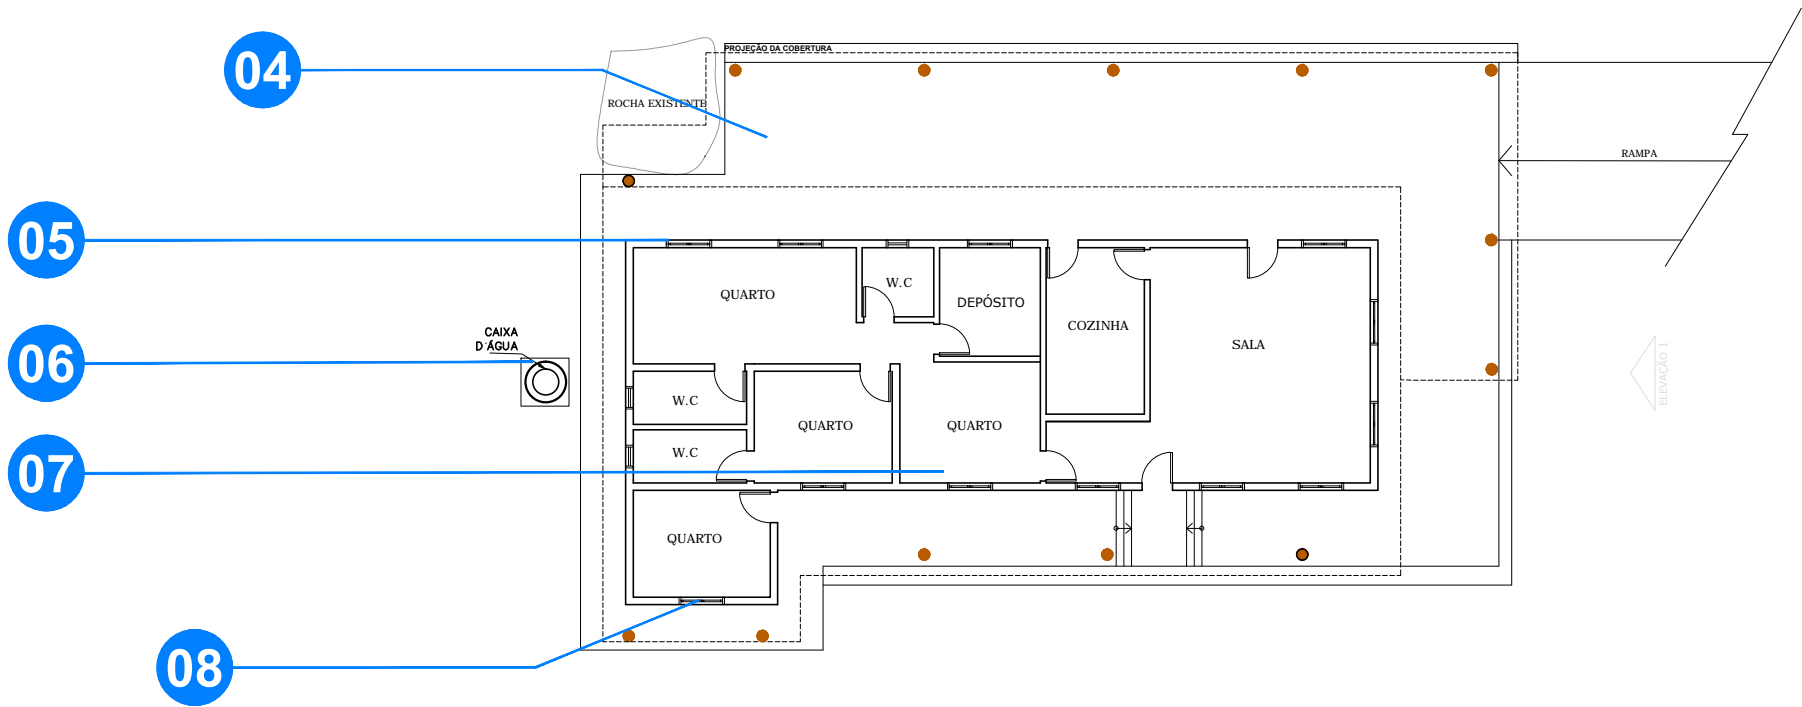 PROJEÇÃO DA COBERTURA
04
ROCHA EXISTENTE
RAMPA
05
QUARTO
W.C
DEPÓSITO
COZINHA
SALA
CAIXA
D'ÁGUA
06
ELEVAÇÃO 1
W.C
QUARTO
QUARTO
W.C
07
QUARTO
08